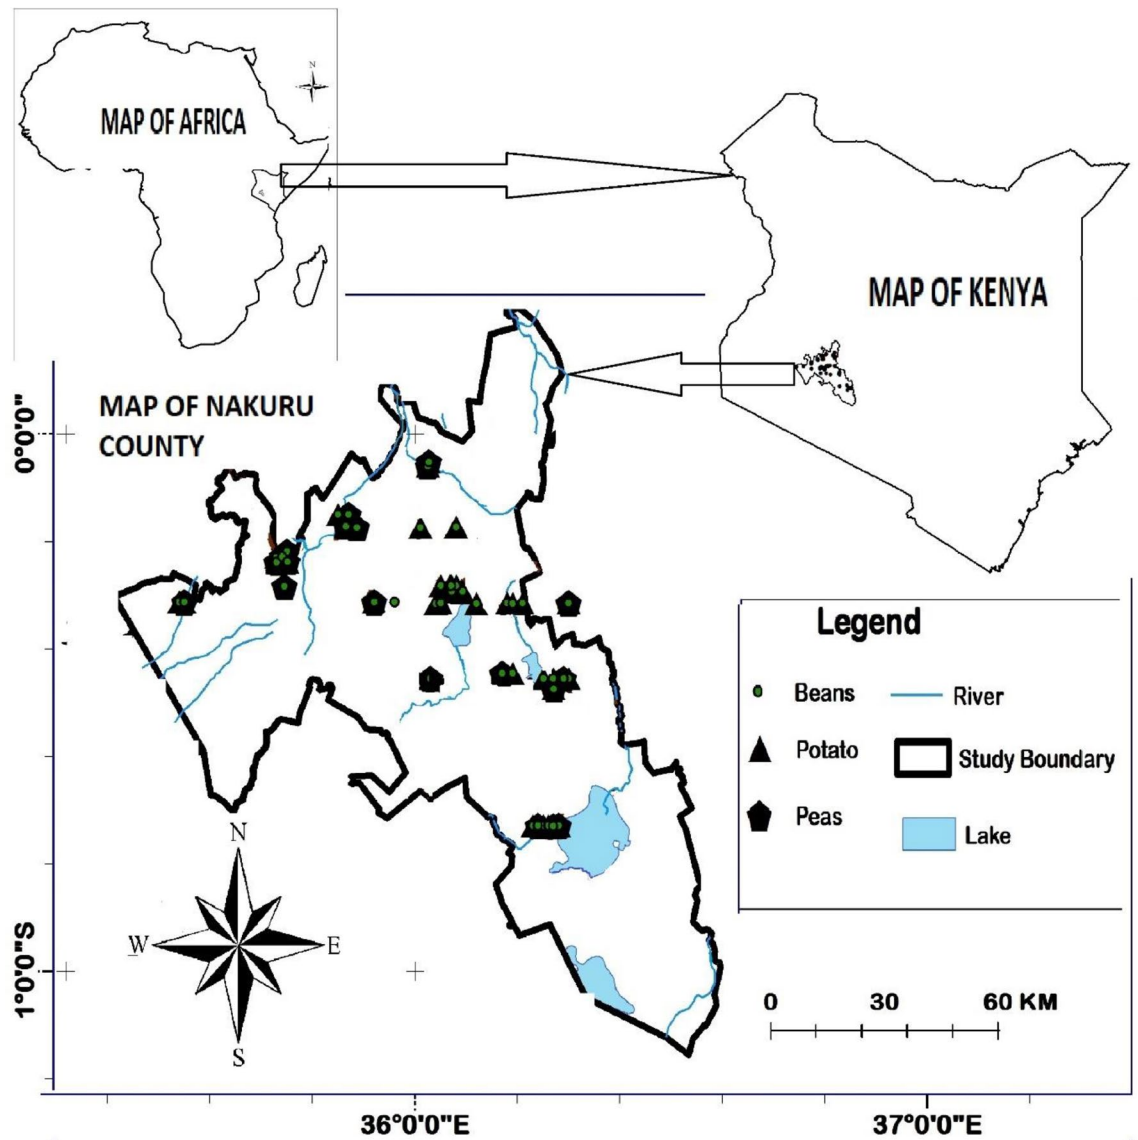 N
MAP OF AFRICA
MAP OF KENYA
MAP OF NAKURU
COUNTY
0°0'0"
Legend
Beans
River
Potato
Study Boundary
Peas
Lake
N
W
E
S
1°0'0"S
0 30 60 KM
36°0'0"E
37°0'0"E